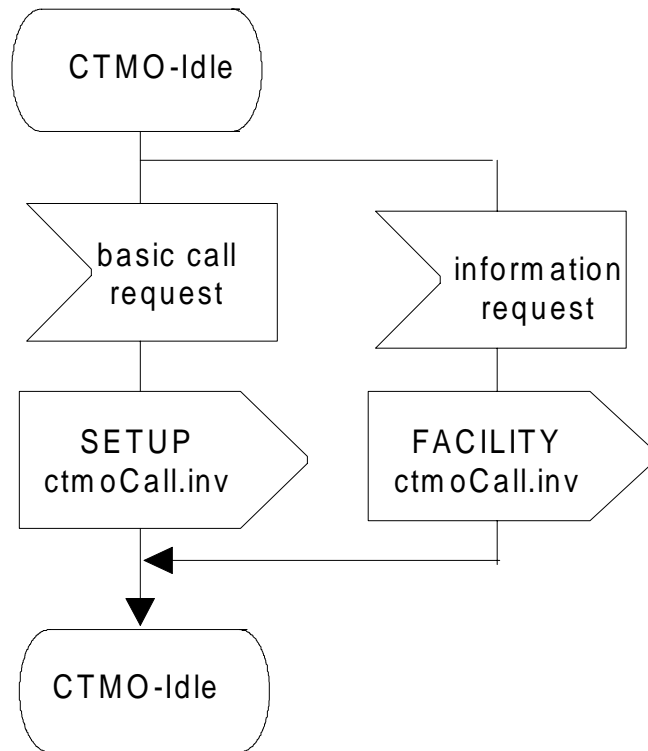 CTMO-Idle
basic call
request
information
request
SETUP
ctmoCall.inv
FACILITY
ctmoCall.inv
CTMO-Idle